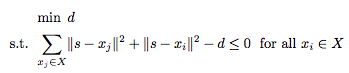 min d
s.t. ∑_{x_j∈X} ||s − x_j||² + ||s − x_i||² − d ≤ 0 for all x_i ∈ X